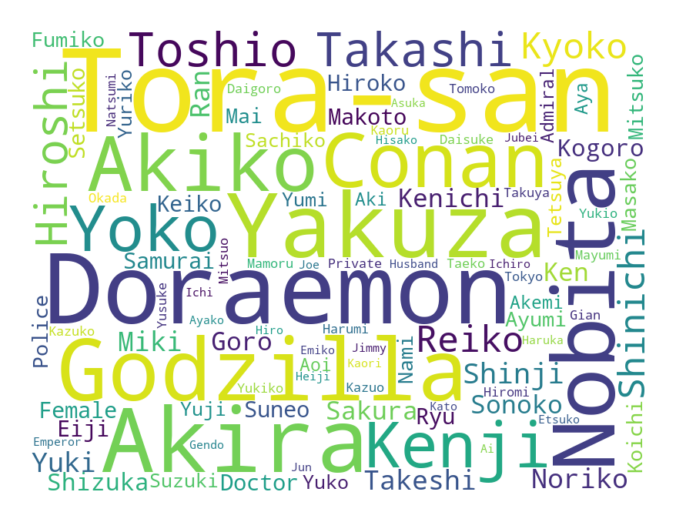 Fumiko
Toshio
Takashi
Kyoko
Tora-san
Hiroshi
Setsuko
Natsumi
Yuriko
Ran
Daigoro
Hiroko
Tomoko
Asuka
Admiral
Aya
Mitsuko
Mai
Makoto
Kaoru
Sachiko
Hisako
Daisuke
Jubei
Kogoro
Akiko
Conan
Tetsuya
Masako
Okada
Keiko
Yumi
Aki
Kenichi
Takuya
Yukio
Yoko
Yakuza
Nobita
Samurai
Mitsuo
Mamoru
Joe
Private
Husband
Taeko
Ichiro
Mayumi
Shinichi
Doraemon
Tokyo
Ken
Yusuke
Ichi
Akemi
Police
Kazuko
Ayako
Hiro
Harumi
Ayumi
Gian
Miki
Goro
Emiko
Jimmy
Nami
Reiko
Haruka
Godzilla
Aoi
Heiji
Kaori
Shinji
Yukiko
Kazuo
Hiromi
Female
Yuji
Suneo
Sakura
Ryu
Kato
Sonoko
Etsuko
Koichi
Eiji
Akira
Kenji
Emperor
Gendo
Ai
Yuki
Jun
Shizuka
Suzuki
Doctor
Yuko
Takeshi
Noriko